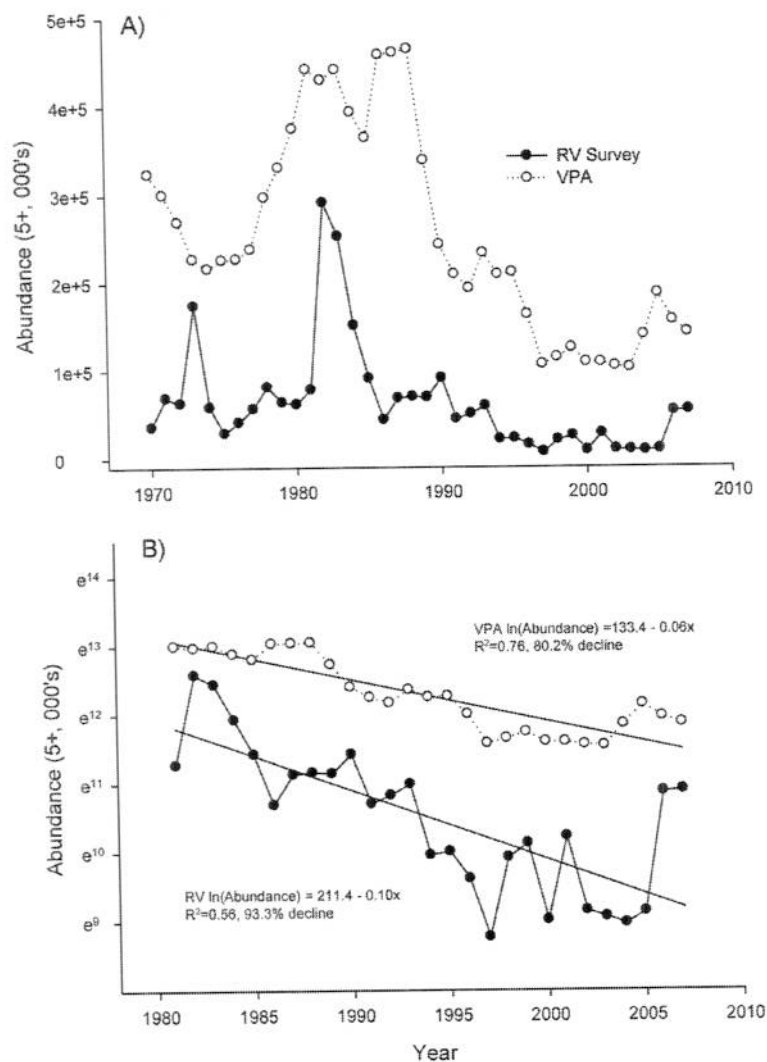 A)
5e+5
4e+5
3e+5
2e+5
1e+5
0
Abundance (5+, 000's)
RV Survey
VPA
1970
1980
1990
2000
2010
B)
e14
e13
e12
e11
e10
e9
Abundance (5+, 000's)
VPA ln(Abundance) =133.4 - 0.06x
R²=0.76, 80.2% decline
RV ln(Abundance) = 211.4 - 0.10x
R²=0.56, 93.3% decline
1980
1985
1990
1995
2000
2005
2010
Year